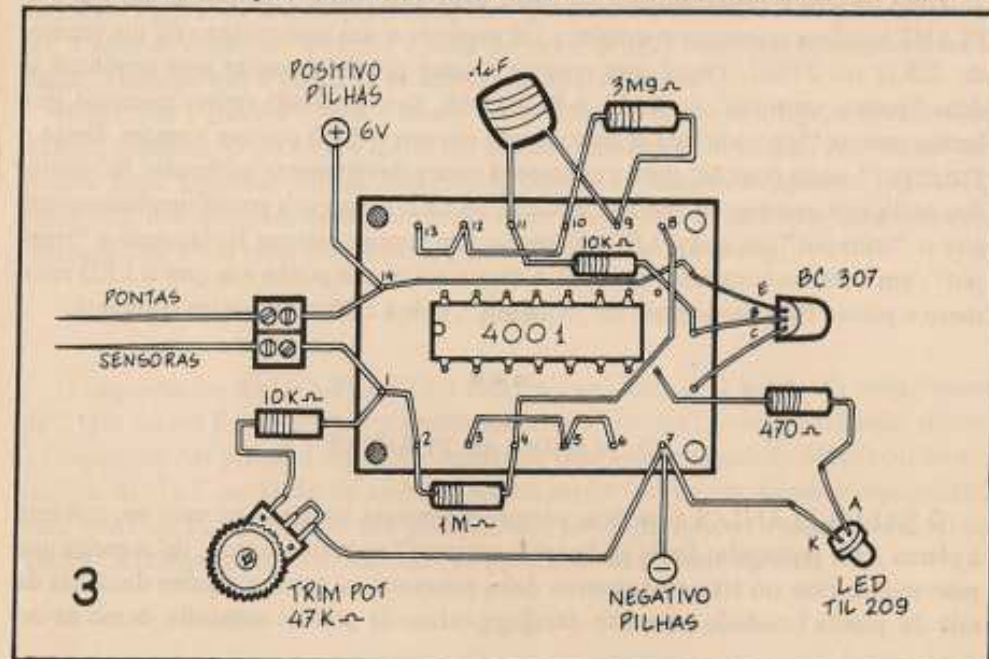 POSITIVO
PILHAS
6V
.1uF
3M9Ω
13
12
11
10
9
8
10KΩ
BC 307
14
E
B
C
PONTAS
SENSORAS
4001
10KΩ
1
2
3
4
5
6
7
470Ω
1MΩ
A
K
3
TRIM POT
47KΩ
NEGATIVO
PILHAS
LED
TIL 209